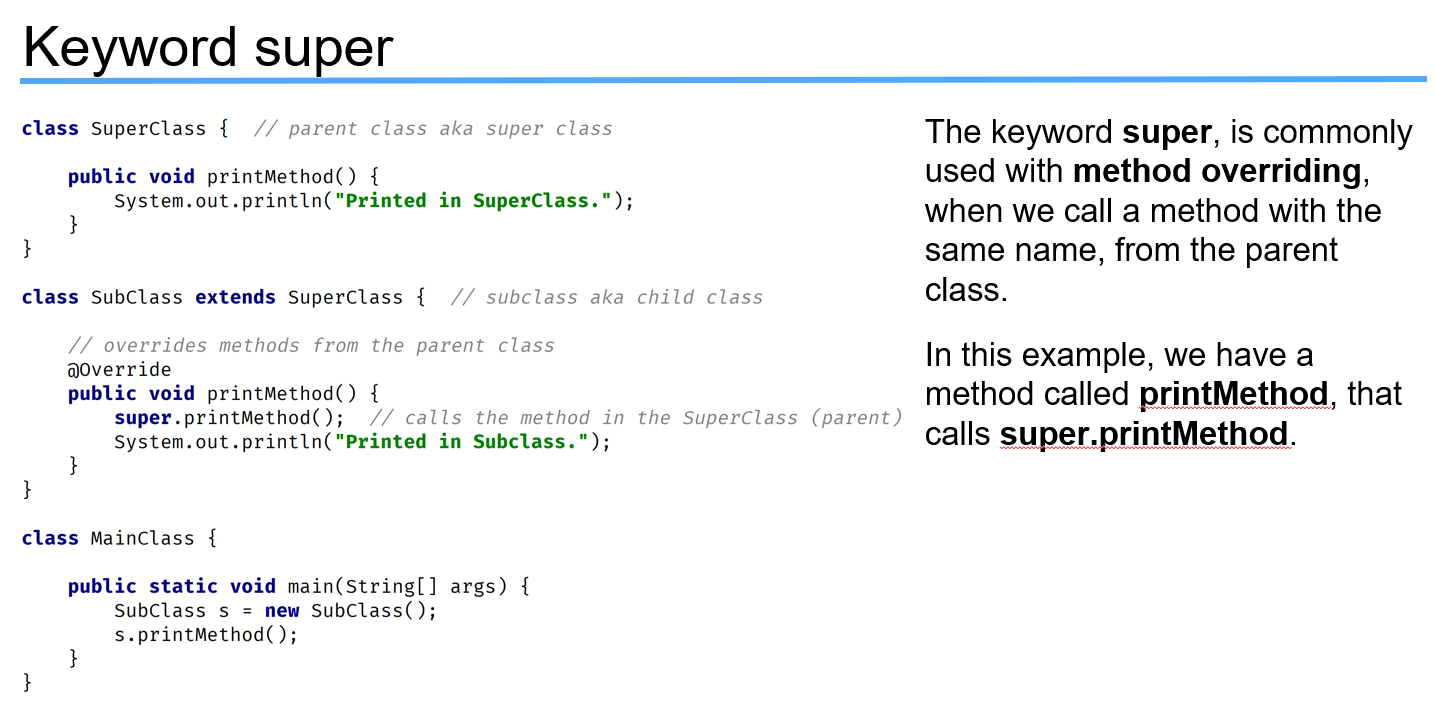 Keyword super
class SuperClass {  // parent class aka super class
    public void printMethod() {
        System.out.println("Printed in SuperClass.");
    }
}
class SubClass extends SuperClass {  // subclass aka child class
    // overrides methods from the parent class
    @Override
    public void printMethod() {
        super.printMethod();  // calls the method in the SuperClass (parent)
        System.out.println("Printed in Subclass.");
    }
}
class MainClass {
    public static void main(String[] args) {
        SubClass s = new SubClass();
        s.printMethod();
    }
}
The keyword super, is commonly
used with method overriding,
when we call a method with the
same name, from the parent
class.
In this example, we have a
method called printMethod, that
calls super.printMethod.